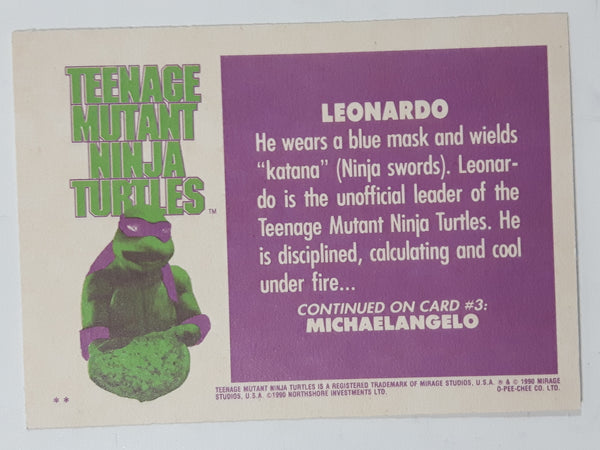 TEENAGE
MUTANT
NINJA
TURTLES™
LEONARDO
He wears a blue mask and wields
“katana” (Ninja swords). Leonar-
do is the unofficial leader of the
Teenage Mutant Ninja Turtles. He
is disciplined, calculating and cool
under fire...
CONTINUED ON CARD #3:
MICHAELANGELO
TEENAGE MUTANT NINJA TURTLES IS A REGISTERED TRADEMARK OF MIRAGE STUDIOS, U.S.A. ® & © 1990 MIRAGE
STUDIOS, U.S.A. ©1990 NORTHSHORE INVESTMENTS LTD. O-PEE-CHEE CO. LTD.
* *